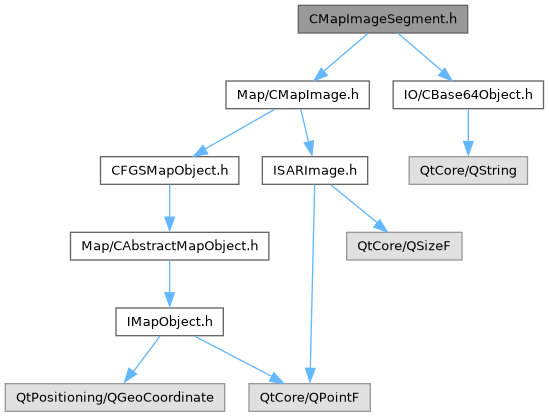 CMapImageSegment.h
Map/CMapImage.h
IO/CBase64Object.h
CFGSMapObject.h
ISARImage.h
QtCore/QString
Map/CAbstractMapObject.h
QtCore/QSizeF
IMapObject.h
QtPositioning/QGeoCoordinate
QtCore/QPointF